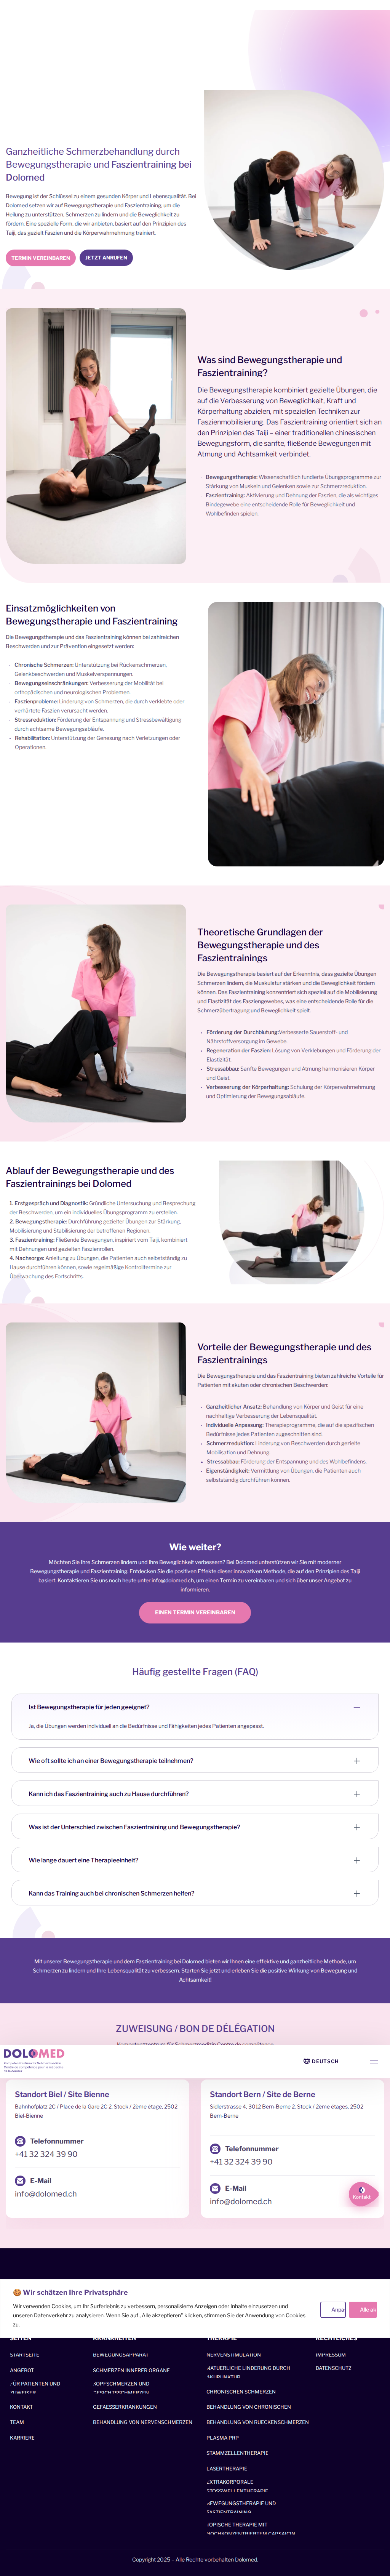 Ganzheitliche Schmerzbehandlung durch
Bewegungstherapie und Faszientraining bei
Dolomed
Bewegung ist der Schlüssel zu einem gesunden Körper und Lebensqualität. Bei
Dolomed setzen wir auf Bewegungstherapie und Faszientraining, um die
Heilung zu unterstützen, Schmerzen zu lindern und die Beweglichkeit zu
fördern. Eine spezielle Form, die wir anbieten, basiert auf den Prinzipien des
Taiji, das gezielt Faszien und die Körperwahrnehmung trainiert.
TERMIN VEREINBAREN
JETZT ANRUFEN
Was sind Bewegungstherapie und
Faszientraining?
Die Bewegungstherapie kombiniert gezielte Übungen, die
auf die Verbesserung von Beweglichkeit, Kraft und
Körperhaltung abzielen, mit speziellen Techniken zur
Faszienmobilisierung. Das Faszientraining orientiert sich an
den Prinzipien des Taiji – einer traditionellen chinesischen
Bewegungsform, die sanfte, fließende Bewegungen mit
Atmung und Achtsamkeit verbindet.
Bewegungstherapie: Wissenschaftlich fundierte Übungsprogramme zur
Stärkung von Muskeln und Gelenken sowie zur Schmerzreduktion.
Faszientraining: Aktivierung und Dehnung der Faszien, die als wichtiges
Bindegewebe eine entscheidende Rolle für Beweglichkeit und
Wohlbefinden spielen.
Einsatzmöglichkeiten von
Bewegungstherapie und Faszientraining
Die Bewegungstherapie und das Faszientraining können bei zahlreichen
Beschwerden und zur Prävention eingesetzt werden:
Chronische Schmerzen: Unterstützung bei Rückenschmerzen,
Gelenkbeschwerden und Muskelverspannungen.
Bewegungseinschränkungen: Verbesserung der Mobilität bei
orthopädischen und neurologischen Problemen.
Faszienprobleme: Linderung von Schmerzen, die durch verklebte oder
verhärtete Faszien verursacht werden.
Stressreduktion: Förderung der Entspannung und Stressbewältigung
durch achtsame Bewegungsabläufe.
Rehabilitation: Unterstützung der Genesung nach Verletzungen oder
Operationen.
Theoretische Grundlagen der
Bewegungstherapie und des
Faszientrainings
Die Bewegungstherapie basiert auf der Erkenntnis, dass gezielte Übungen
Schmerzen lindern, die Muskulatur stärken und die Beweglichkeit fördern
können. Das Faszientraining konzentriert sich speziell auf die Mobilisierung
und Elastizität des Fasziengewebes, was eine entscheidende Rolle für die
Schmerzübertragung und Beweglichkeit spielt.
Förderung der Durchblutung:Verbesserte Sauerstoff- und
Nährstoffversorgung im Gewebe.
Regeneration der Faszien: Lösung von Verklebungen und Förderung der
Elastizität.
Stressabbau: Sanfte Bewegungen und Atmung harmonisieren Körper
und Geist.
Verbesserung der Körperhaltung: Schulung der Körperwahrnehmung
und Optimierung der Bewegungsabläufe.
Ablauf der Bewegungstherapie und des
Faszientrainings bei Dolomed
1. Erstgespräch und Diagnostik: Gründliche Untersuchung und Besprechung
der Beschwerden, um ein individuelles Übungsprogramm zu erstellen.
2. Bewegungstherapie: Durchführung gezielter Übungen zur Stärkung,
Mobilisierung und Stabilisierung der betroffenen Regionen.
3. Faszientraining: Fließende Bewegungen, inspiriert vom Taiji, kombiniert
mit Dehnungen und gezielten Faszienrollen.
4. Nachsorge: Anleitung zu Übungen, die Patienten auch selbstständig zu
Hause durchführen können, sowie regelmäßige Kontrolltermine zur
Überwachung des Fortschritts.
Vorteile der Bewegungstherapie und des
Faszientrainings
Die Bewegungstherapie und das Faszientraining bieten zahlreiche Vorteile für
Patienten mit akuten oder chronischen Beschwerden:
Ganzheitlicher Ansatz: Behandlung von Körper und Geist für eine
nachhaltige Verbesserung der Lebensqualität.
Individuelle Anpassung: Therapieprogramme, die auf die spezifischen
Bedürfnisse jedes Patienten zugeschnitten sind.
Schmerzreduktion: Linderung von Beschwerden durch gezielte
Mobilisation und Dehnung.
Stressabbau: Förderung der Entspannung und des Wohlbefindens.
Eigenständigkeit: Vermittlung von Übungen, die Patienten auch
selbstständig durchführen können.
Wie weiter?
Möchten Sie Ihre Schmerzen lindern und Ihre Beweglichkeit verbessern? Bei Dolomed unterstützen wir Sie mit moderner
Bewegungstherapie und Faszientraining. Entdecken Sie die positiven Effekte dieser innovativen Methode, die auf den Prinzipien des Taiji
basiert. Kontaktieren Sie uns noch heute unter info@dolomed.ch, um einen Termin zu vereinbaren und sich über unser Angebot zu
informieren.
EINEN TERMIN VEREINBAREN
Häufig gestellte Fragen (FAQ)
Ist Bewegungstherapie für jeden geeignet?
Ja, die Übungen werden individuell an die Bedürfnisse und Fähigkeiten jedes Patienten angepasst.
Wie oft sollte ich an einer Bewegungstherapie teilnehmen?
Kann ich das Faszientraining auch zu Hause durchführen?
Was ist der Unterschied zwischen Faszientraining und Bewegungstherapie?
Wie lange dauert eine Therapieeinheit?
Kann das Training auch bei chronischen Schmerzen helfen?
Mit unserer Bewegungstherapie und dem Faszientraining bei Dolomed bieten wir Ihnen eine effektive und ganzheitliche Methode, um
Schmerzen zu lindern und Ihre Lebensqualität zu verbessern. Starten Sie jetzt und erleben Sie die positive Wirkung von Bewegung und
Achtsamkeit!
ZUWEISUNG / BON DE DÉLÉGATION
Kompetenzzentrum für Schmerzmedizin Centre de compétence
DOLOMED
Kompetenzzentrum für Schmerzmedizin
Centre de compétence pour la médecine
de la douleur
DEUTSCH
Standort Biel / Site Bienne
Bahnhofplatz 2C / Place de la Gare 2C 2. Stock / 2ème étage, 2502
Biel-Bienne
Telefonnummer
+41 32 324 39 90
E-Mail
info@dolomed.ch
Standort Bern / Site de Berne
Sidlerstrasse 4, 3012 Bern-Berne 2. Stock / 2ème étages, 2502
Bern-Berne
Telefonnummer
+41 32 324 39 90
E-Mail
info@dolomed.ch
Kontakt
Wir schätzen Ihre Privatsphäre
Wir verwenden Cookies, um Ihr Surferlebnis zu verbessern, personalisierte Anzeigen oder Inhalte einzusetzen und
unseren Datenverkehr zu analysieren. Wenn Sie auf „Alle akzeptieren" klicken, stimmen Sie der Anwendung von Cookies
zu.
SEITEN
KRANKHEITEN
THERAPIE
RECHTLICHES
STARTSEITE
ANGEBOT
FÜR PATIENTEN UND
ZUWEISER
KONTAKT
TEAM
KARRIERE
BEWEGUNGSAPPARAT
SCHMERZEN INNERER ORGANE
KOPFSCHMERZEN UND
GESICHTSSCHMERZEN
GEFAESSERKRANKUNGEN
BEHANDLUNG VON NERVENSCHMERZEN
NERVENSTIMULATION
NATUERLICHE LINDERUNG DURCH
AKUPUNKTUR
CHRONISCHEN SCHMERZEN
BEHANDLUNG VON CHRONISCHEN
BEHANDLUNG VON RUECKENSCHMERZEN
PLASMA PRP
STAMMZELLENTHERAPIE
LASERTHERAPIE
EXTRAKORPORALE
STOSSWELLENTHERAPIE
BEWEGUNGSTHERAPIE UND
FASZIENTRAINING
TOPISCHE THERAPIE MIT
HOCHKONZENTRIERTEM CAPSAICIN
IMPRESSUM
DATENSCHUTZ
Copyright 2025 – Alle Rechte vorbehalten Dolomed.